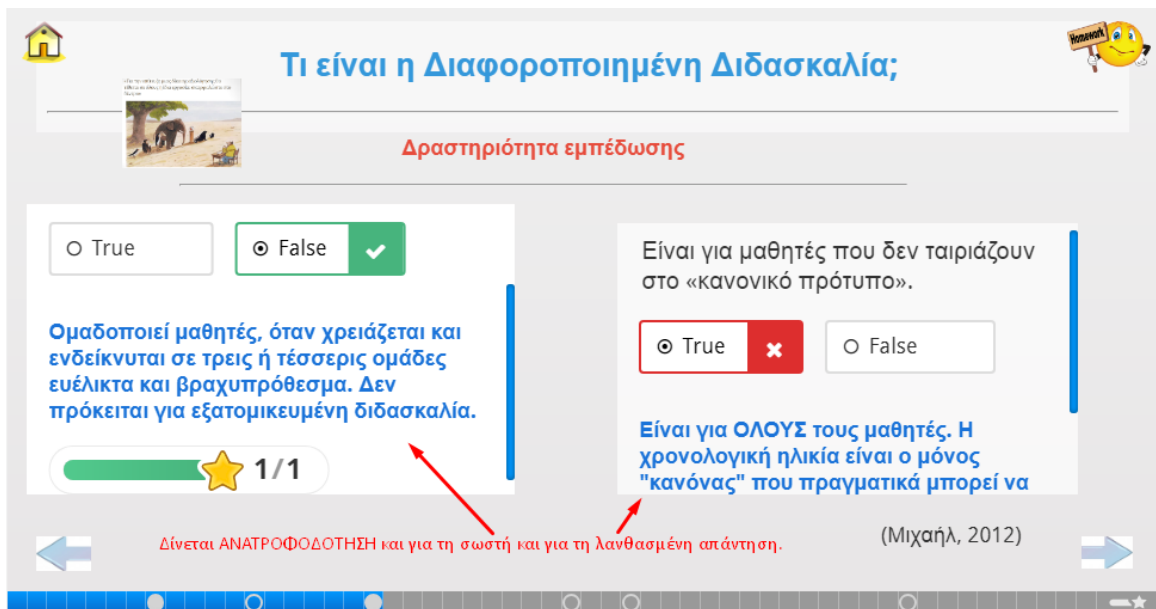 Homework
Τι είναι η Διαφοροποιημένη Διδασκαλία;
Δραστηριότητα εμπέδωσης
True
False
Ομαδοποιεί μαθητές, όταν χρειάζεται και
ενδείκνυται σε τρεις ή τέσσερις ομάδες
ευέλικτα και βραχυπρόθεσμα. Δεν
πρόκειται για εξατομικευμένη διδασκαλία.
1/1
Είναι για μαθητές που δεν ταιριάζουν
στο «κανονικό πρότυπο».
True
False
Είναι για ΟΛΟΥΣ τους μαθητές. Η
χρονολογική ηλικία είναι ο μόνος
"κανόνας" που πραγματικά μπορεί να
Δίνεται ΑΝΑΤΡΟΦΟΔΟΤΗΣΗ και για τη σωστή και για τη λανθασμένη απάντηση.
(Μιχαήλ, 2012)